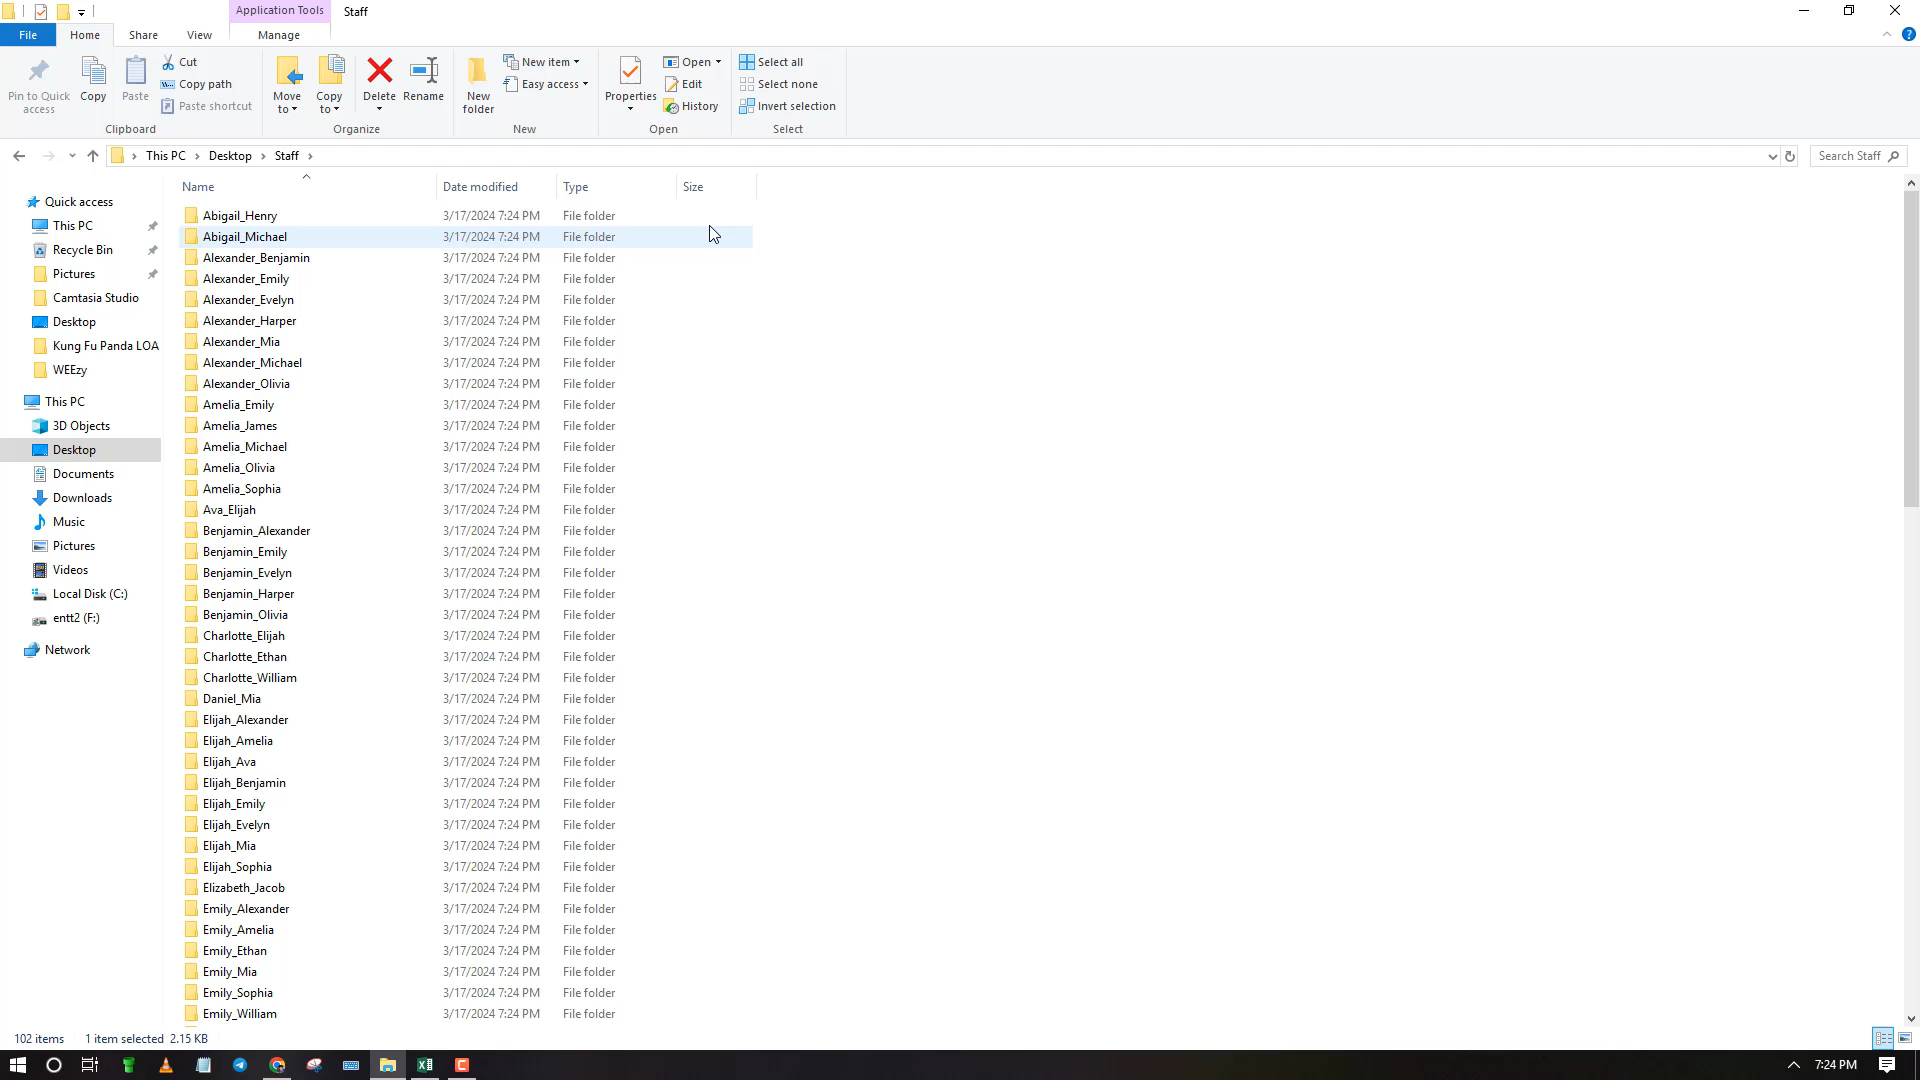 Application Tools Staff
File Home Share View Manage
Pin to Quick access
Copy
Paste
Cut
Copy path
Paste shortcut
Clipboard
Move to
Copy to
Delete
Rename
Organize
New folder
New item
Easy access
New
Properties
Open
Edit
History
Open
Select all
Select none
Invert selection
Select
This PC Desktop Staff
Search Staff
Quick access
This PC
Recycle Bin
Pictures
Camtasia Studio
Desktop
Kung Fu Panda LOA
WEEzy
This PC
3D Objects
Desktop
Documents
Downloads
Music
Pictures
Videos
Local Disk (C:)
entt2 (F:)
Network
Name Date modified Type Size
Abigail_Henry 3/17/2024 7:24 PM File folder
Abigail_Michael 3/17/2024 7:24 PM File folder
Alexander_Benjamin 3/17/2024 7:24 PM File folder
Alexander_Emily 3/17/2024 7:24 PM File folder
Alexander_Evelyn 3/17/2024 7:24 PM File folder
Alexander_Harper 3/17/2024 7:24 PM File folder
Alexander_Mia 3/17/2024 7:24 PM File folder
Alexander_Michael 3/17/2024 7:24 PM File folder
Alexander_Olivia 3/17/2024 7:24 PM File folder
Amelia_Emily 3/17/2024 7:24 PM File folder
Amelia_James 3/17/2024 7:24 PM File folder
Amelia_Michael 3/17/2024 7:24 PM File folder
Amelia_Olivia 3/17/2024 7:24 PM File folder
Amelia_Sophia 3/17/2024 7:24 PM File folder
Ava_Elijah 3/17/2024 7:24 PM File folder
Benjamin_Alexander 3/17/2024 7:24 PM File folder
Benjamin_Emily 3/17/2024 7:24 PM File folder
Benjamin_Evelyn 3/17/2024 7:24 PM File folder
Benjamin_Harper 3/17/2024 7:24 PM File folder
Benjamin_Olivia 3/17/2024 7:24 PM File folder
Charlotte_Elijah 3/17/2024 7:24 PM File folder
Charlotte_Ethan 3/17/2024 7:24 PM File folder
Charlotte_William 3/17/2024 7:24 PM File folder
Daniel_Mia 3/17/2024 7:24 PM File folder
Elijah_Alexander 3/17/2024 7:24 PM File folder
Elijah_Amelia 3/17/2024 7:24 PM File folder
Elijah_Ava 3/17/2024 7:24 PM File folder
Elijah_Benjamin 3/17/2024 7:24 PM File folder
Elijah_Emily 3/17/2024 7:24 PM File folder
Elijah_Evelyn 3/17/2024 7:24 PM File folder
Elijah_Mia 3/17/2024 7:24 PM File folder
Elijah_Sophia 3/17/2024 7:24 PM File folder
Elizabeth_Jacob 3/17/2024 7:24 PM File folder
Emily_Alexander 3/17/2024 7:24 PM File folder
Emily_Amelia 3/17/2024 7:24 PM File folder
Emily_Ethan 3/17/2024 7:24 PM File folder
Emily_Mia 3/17/2024 7:24 PM File folder
Emily_Sophia 3/17/2024 7:24 PM File folder
Emily_William 3/17/2024 7:24 PM File folder
102 items 1 item selected 2.15 KB
7:24 PM